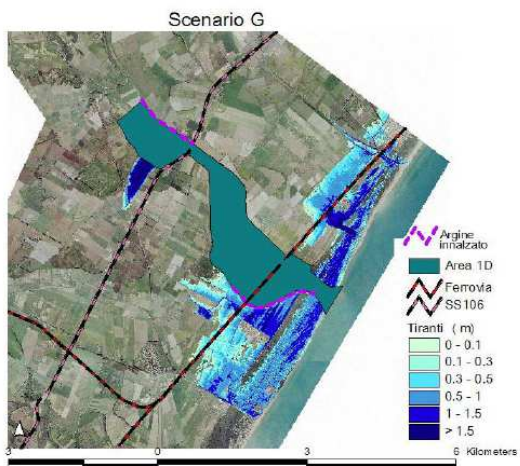 Scenario G
Argine
innalzato
Area 1D
Ferrovia
SS106
Tiranti (m)
0 - 0.1
0.1 - 0.3
0.3 - 0.5
0.5 - 1
1 - 1.5
> 1.5
3 0 3 6 Kilometers